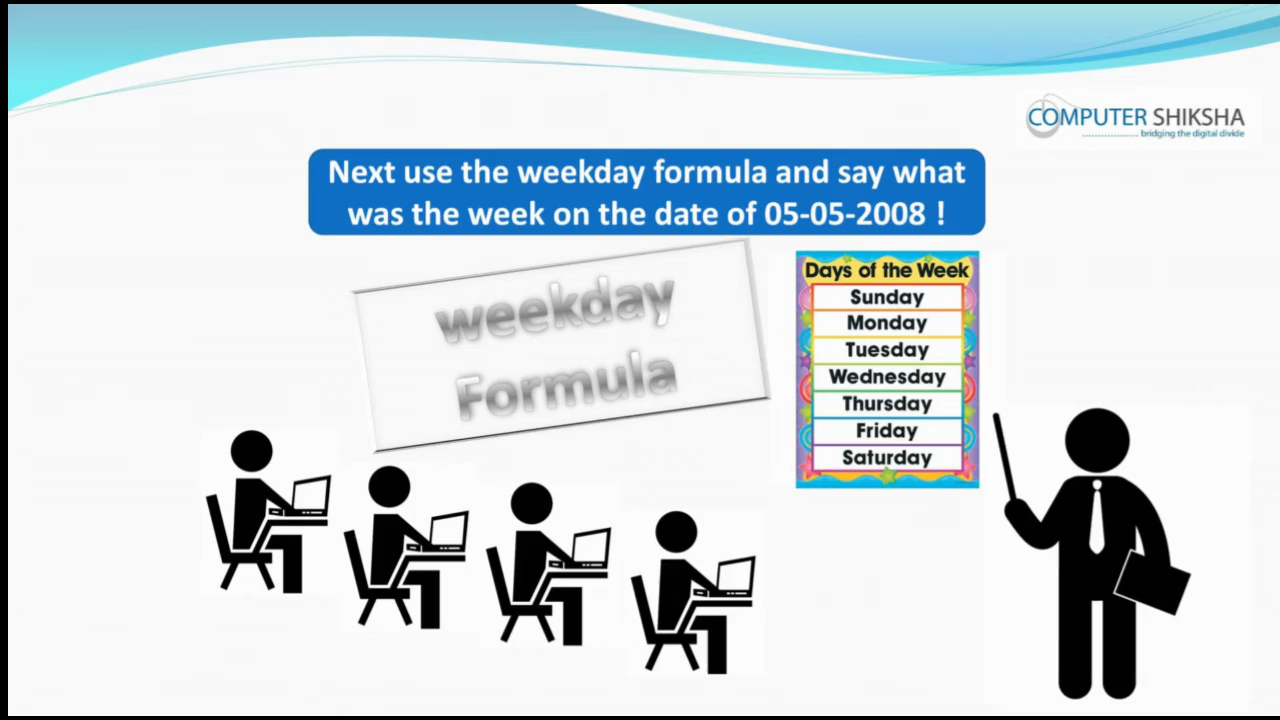 COMPUTER SHIKSHA
bridging the digital divide
Next use the weekday formula and say what
was the week on the date of 05-05-2008 !
weekday
Formula
Days of the Week
Sunday
Monday
Tuesday
Wednesday
Thursday
Friday
Saturday